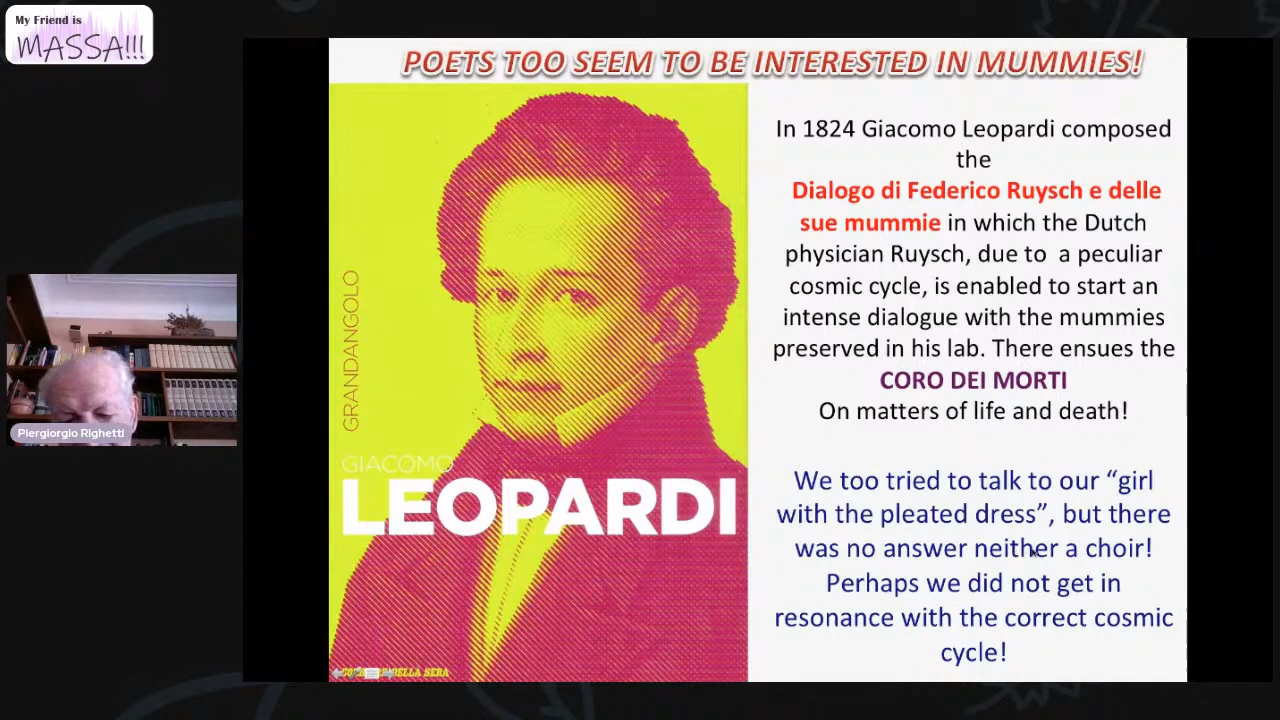 My Friend is
MASSA!!!
POETS TOO SEEM TO BE INTERESTED IN MUMMIES!
GRANDANGOLO
GIACOMO
LEOPARDI
In 1824 Giacomo Leopardi composed
the
Dialogo di Federico Ruysch e delle
sue mummie in which the Dutch
physician Ruysch, due to a peculiar
cosmic cycle, is enabled to start an
intense dialogue with the mummies
preserved in his lab. There ensues the
CORO DEI MORTI
On matters of life and death!
We too tried to talk to our “girl
with the pleated dress”, but there
was no answer neither a choir!
Perhaps we did not get in
resonance with the correct cosmic
cycle!
Piergiorgio Righetti
DELLA SERA